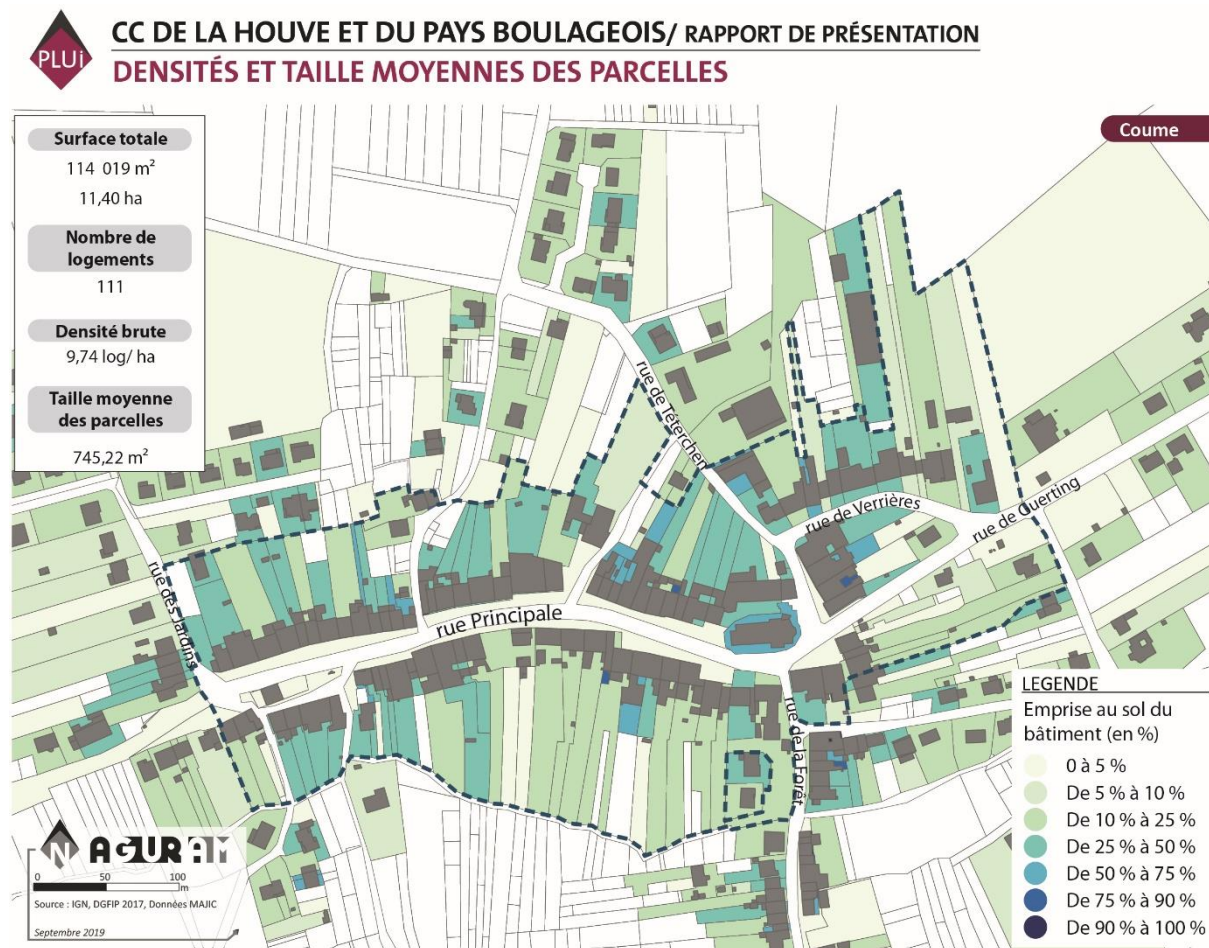 PLUi
CC DE LA HOUVE ET DU PAYS BOULAGEOIS/ RAPPORT DE PRÉSENTATION
DENSITÉS ET TAILLE MOYENNES DES PARCELLES
Surface totale
114 019 m²
11,40 ha
Nombre de
logements
111
Densité brute
9,74 log/ ha
Taille moyenne
des parcelles
745,22 m²
Coume
rue de Téterchen
rue de Verrières
rue de Guerting
rue des Jardins
rue Principale
rue de la Forêt
LEGENDE
Emprise au sol du
bâtiment (en %)
0 à 5 %
De 5 % à 10 %
De 10 % à 25 %
De 25 % à 50 %
De 50 % à 75 %
De 75 % à 90 %
De 90 % à 100 %
N AGURAM
0 50 100
m
Source : IGN, DGFIP 2017, Données MAJIC
Septembre 2019